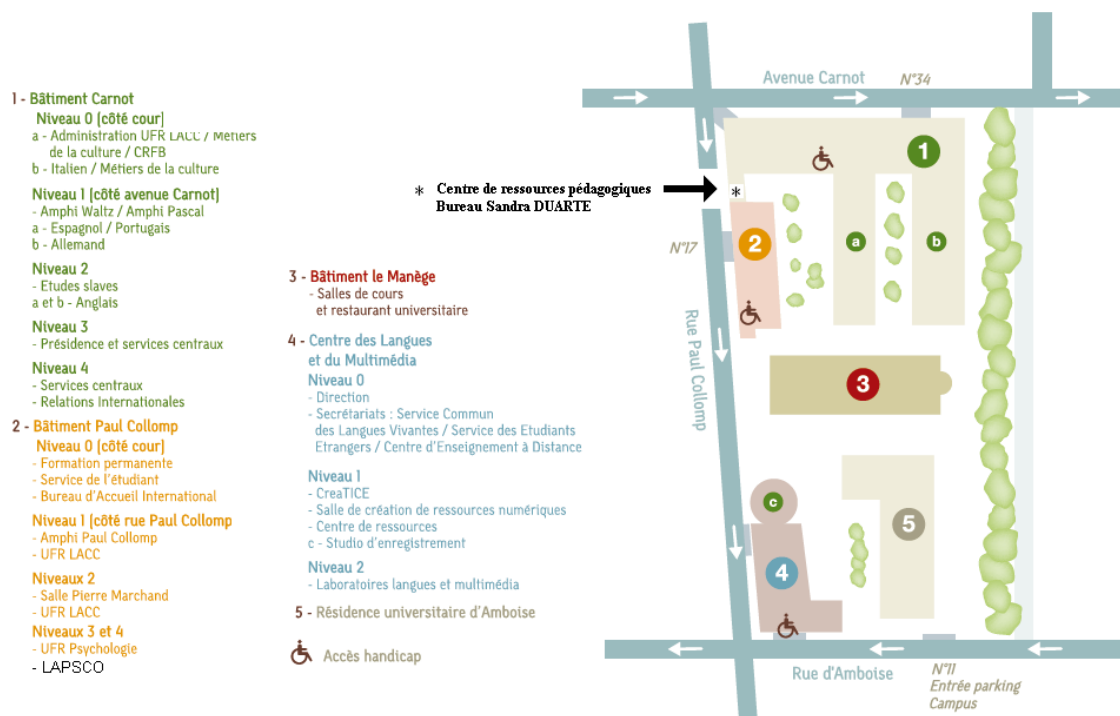 1 - Bâtiment Carnot
Niveau 0 (côté cour)
a - Administration UFR LACC / Métiers
de la culture / CRFB
b - Italien / Métiers de la culture
Niveau 1 (côté avenue Carnot)
- Amphi Waltz / Amphi Pascal
a - Espagnol / Portugais
b - Allemand
Niveau 2
- Etudes slaves
a et b - Anglais
Niveau 3
- Présidence et services centraux
Niveau 4
- Services centraux
- Relations Internationales
2 - Bâtiment Paul Collomp
Niveau 0 (côté cour)
- Formation permanente
- Service de l'étudiant
- Bureau d'Accueil International
Niveau 1 (côté rue Paul Collomp
- Amphi Paul Collomp
- UFR LACC
Niveaux 2
- Salle Pierre Marchand
- UFR LACC
Niveaux 3 et 4
- UFR Psychologie
- LAPSCO
3 - Bâtiment le Manège
- Salles de cours
et restaurant universitaire
4 - Centre des Langues
et du Multimédia
Niveau 0
- Direction
- Secrétariats : Service Commun
des Langues Vivantes / Service des Etudiants
Etrangers / Centre d'Enseignement à Distance
Niveau 1
- CreaTICE
- Salle de création de ressources numériques
- Centre de ressources
c - Studio d'enregistrement
Niveau 2
- Laboratoires langues et multimédia
5 - Résidence universitaire d'Amboise
Accès handicap
* Centre de ressources pédagogiques
Bureau Sandra DUARTE
Avenue Carnot
N°34
1
*
2
N°17
a
b
Rue Paul Collomp
3
c
5
4
Rue d'Amboise
N°11
Entrée parking
Campus